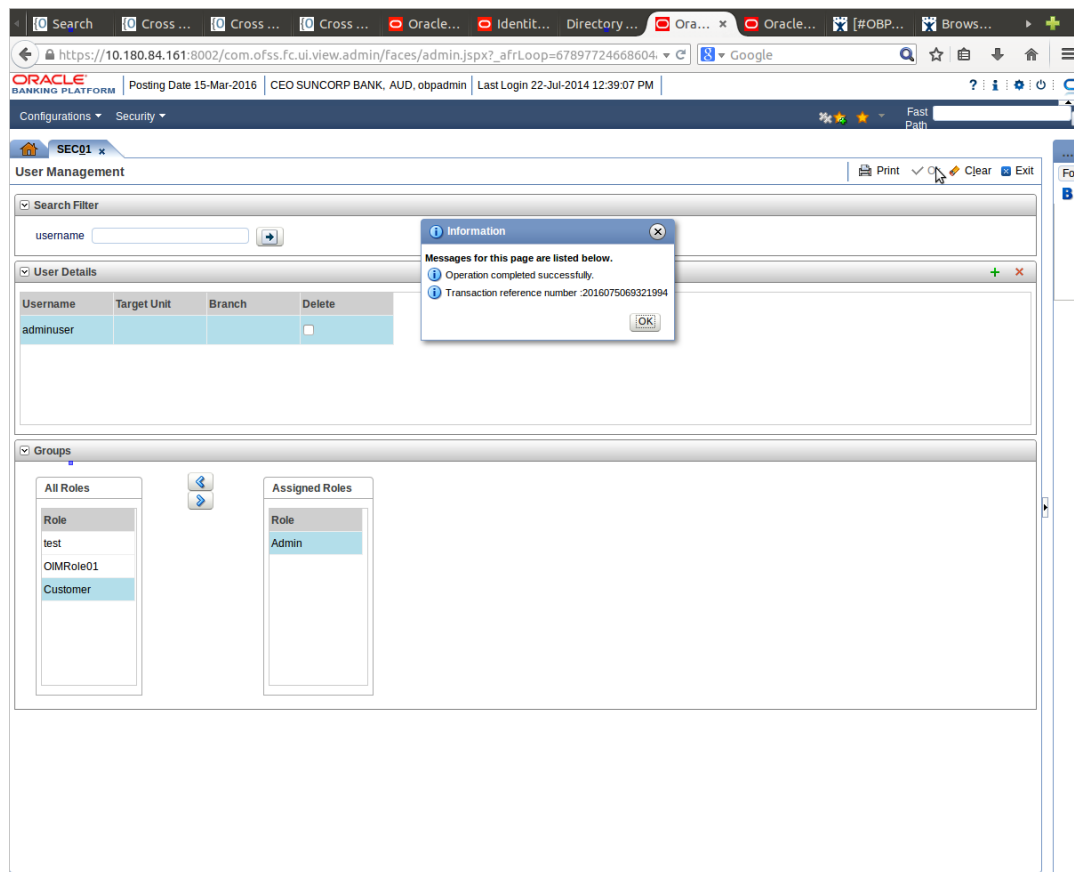 Search Cross ... Cross ... Cross ... Oracle... Identit... Directory ... Ora... × Oracle... [#OBP... Brows...
https://10.180.84.161:8002/com.ofss.fc.ui.view.admin/faces/admin.jspx?_afrLoop=67897724668604. Google
ORACLE
BANKING PLATFORM Posting Date 15-Mar-2016 CEO SUNCORP BANK, AUD, obpadmin Last Login 22-Jul-2014 12:39:07 PM
Configurations Security Fast Path
SEC01 x
User Management Print Clear Exit
Search Filter
username
Information
Messages for this page are listed below.
Operation completed successfully.
Transaction reference number :2016075069321994
OK
User Details
Username Target Unit Branch Delete
adminuser
Groups
All Roles Assigned Roles
Role Role
test Admin
OIMRole01
Customer